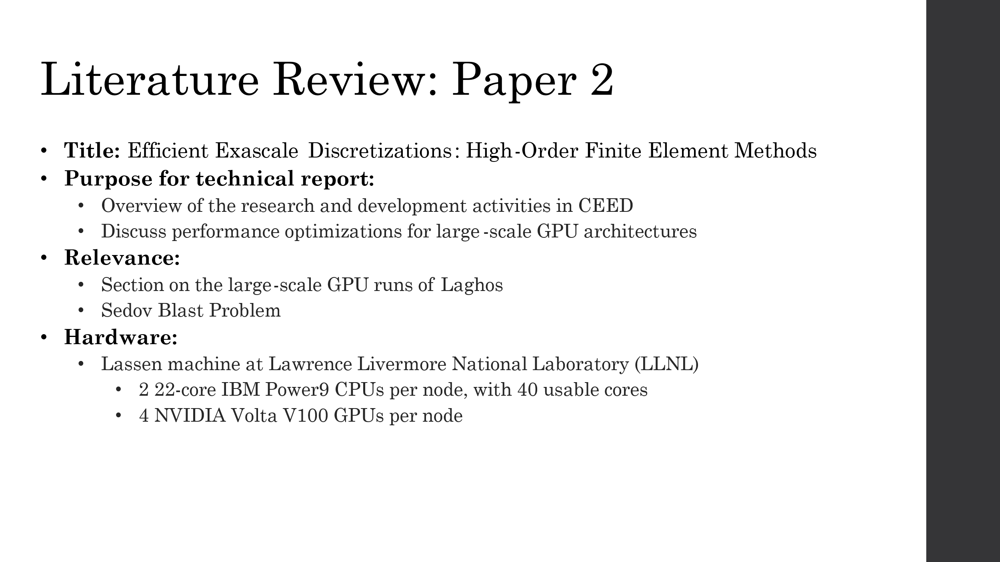 Literature Review: Paper 2
• Title: Efficient Exascale Discretizations: High-Order Finite Element Methods
• Purpose for technical report:
• Overview of the research and development activities in CEED
• Discuss performance optimizations for large-scale GPU architectures
• Relevance:
• Section on the large-scale GPU runs of Laghos
• Sedov Blast Problem
• Hardware:
• Lassen machine at Lawrence Livermore National Laboratory (LLNL)
• 2 22-core IBM Power9 CPUs per node, with 40 usable cores
• 4 NVIDIA Volta V100 GPUs per node